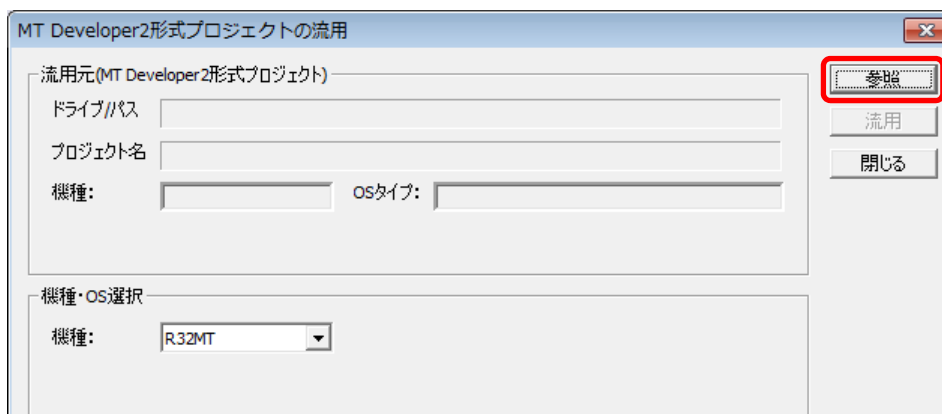 MT Developer2形式プロジェクトの流用
流用元(MT Developer2形式プロジェクト)
ドライブ/パス
プロジェクト名
機種:
OSタイプ:
参照
流用
閉じる
機種・OS選択
機種:
R32MT